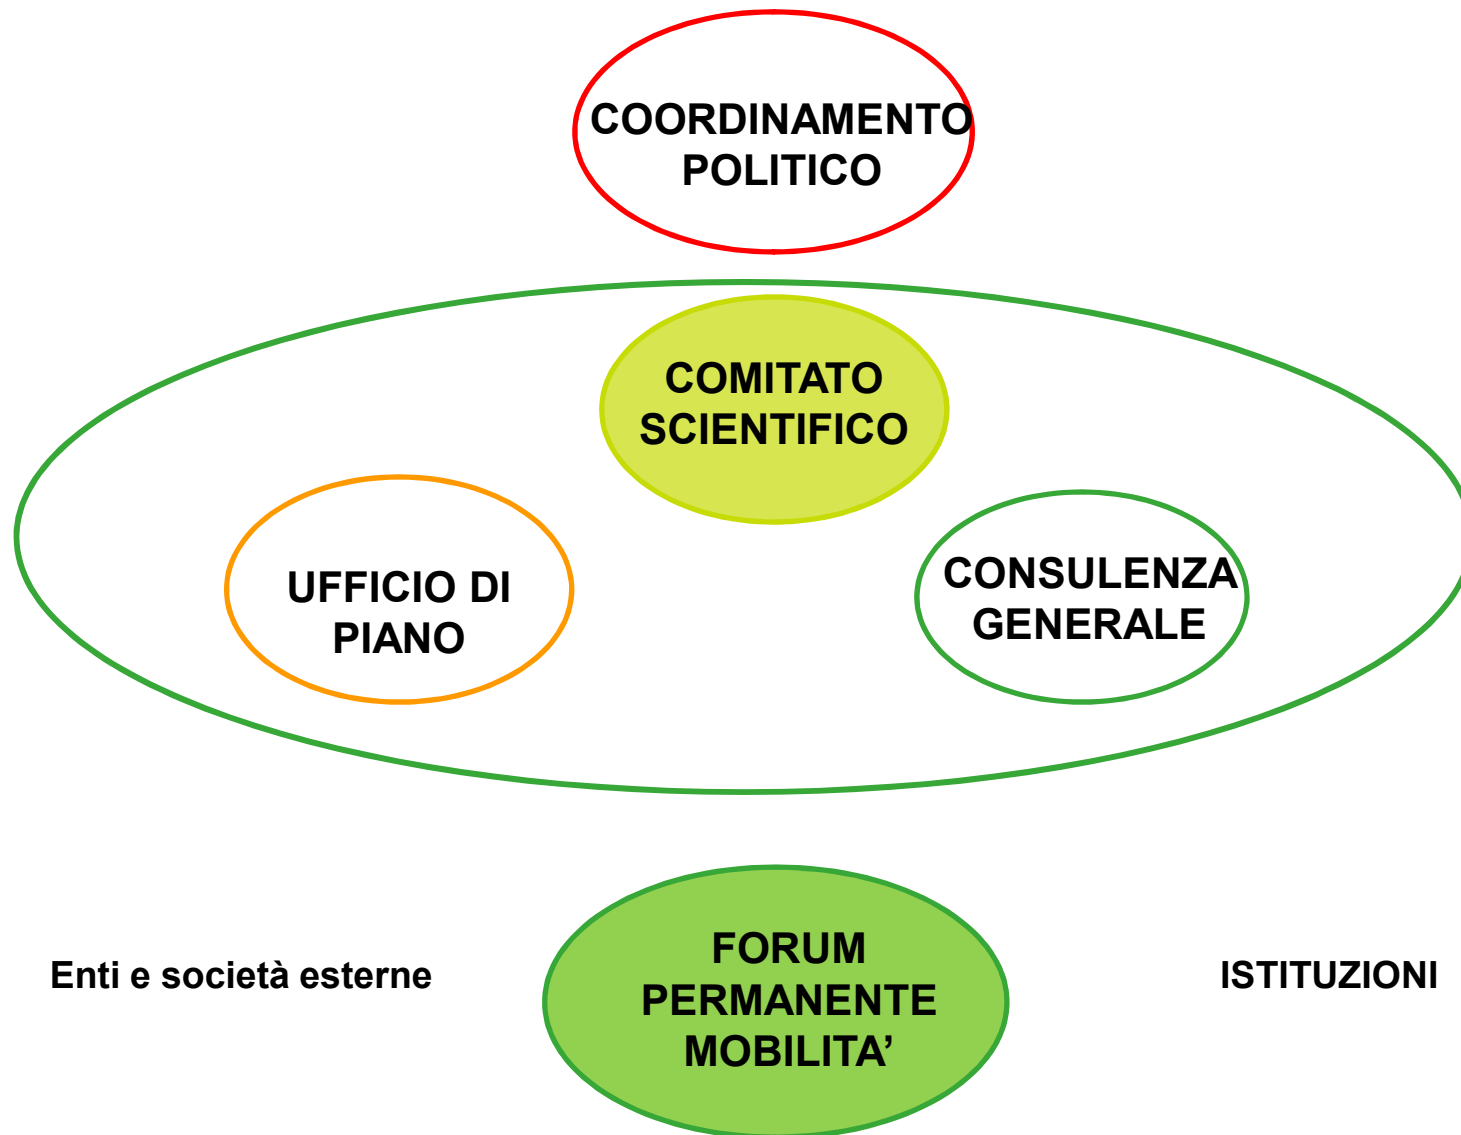 COORDINAMENTO
POLITICO
COMITATO
SCIENTIFICO
UFFICIO DI
PIANO
CONSULENZA
GENERALE
Enti e società esterne
FORUM
PERMANENTE
MOBILITA’
ISTITUZIONI